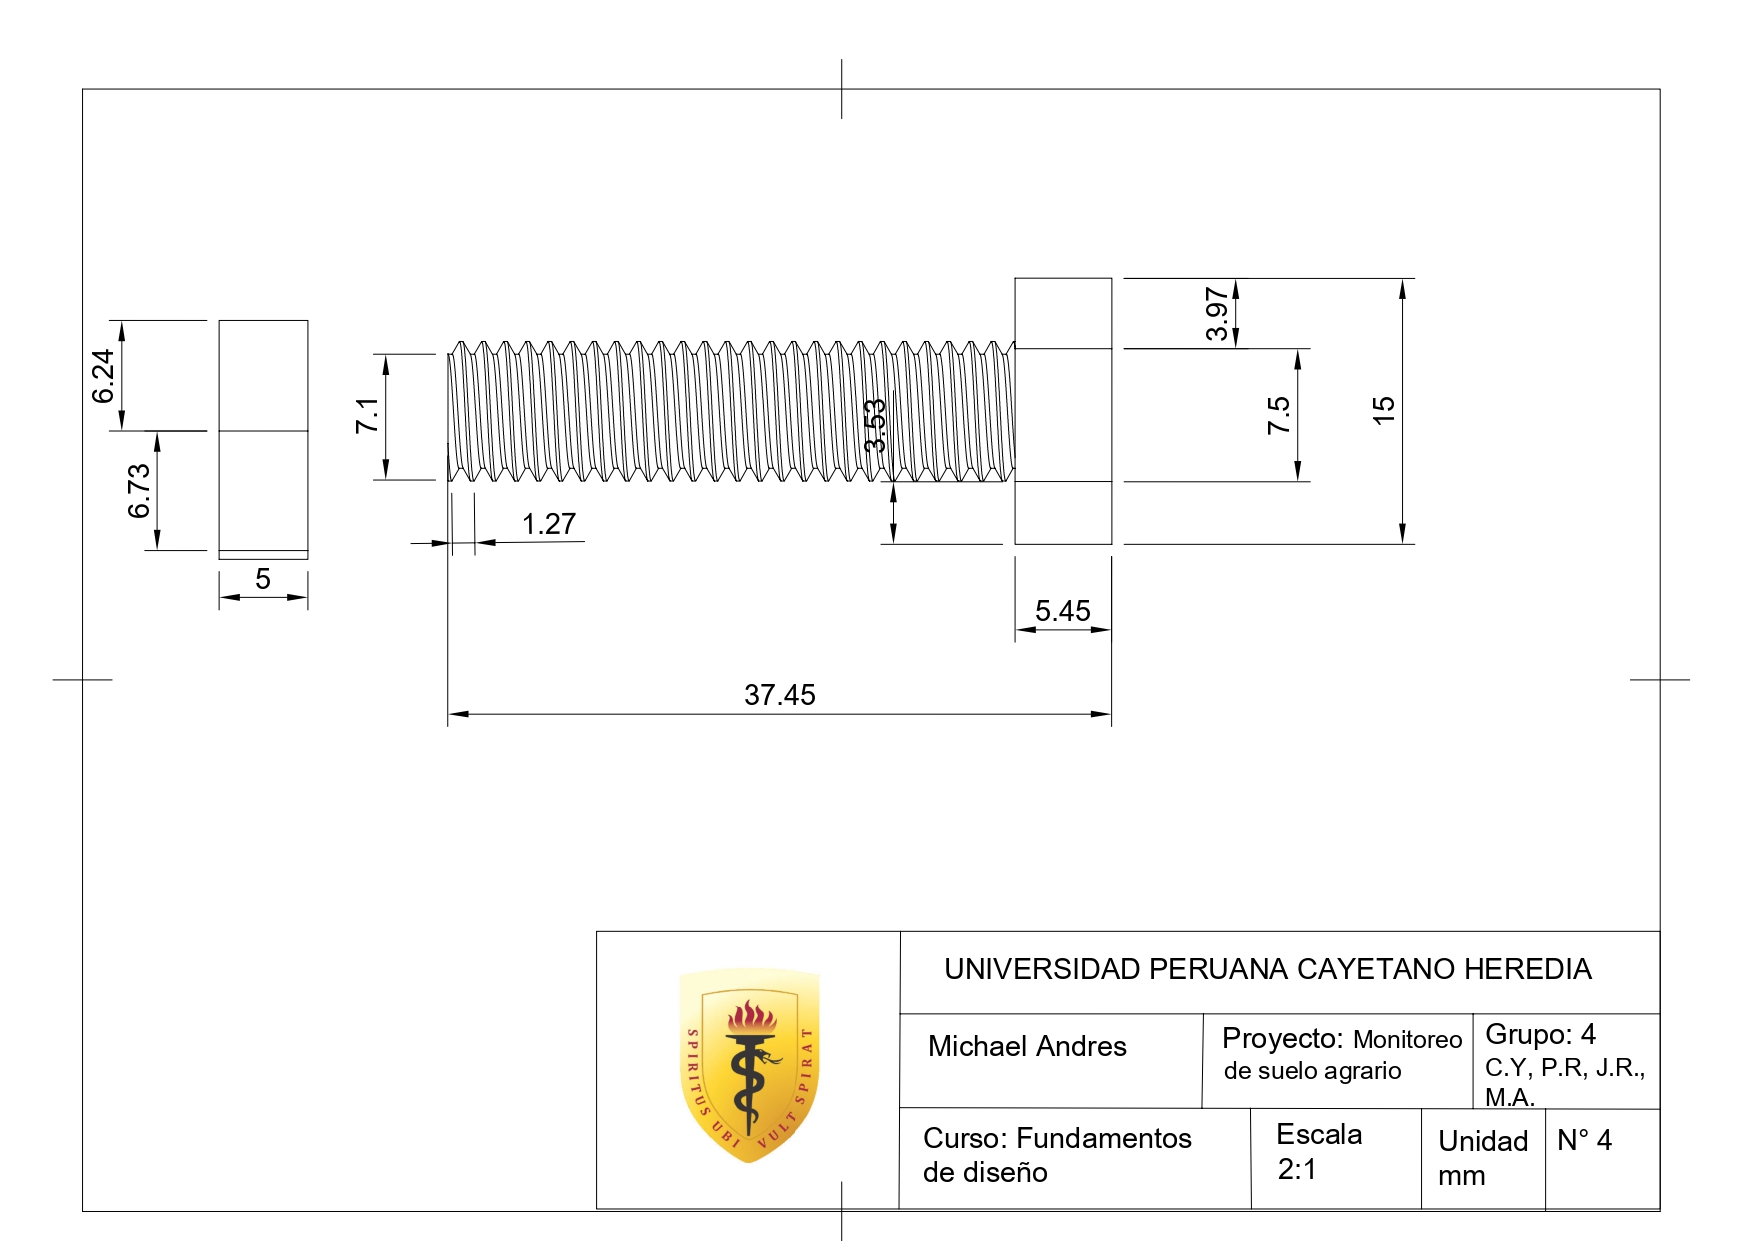 3.97
6.24
7.1
3.53
7.5
15
6.73
1.27
5
5.45
37.45
UNIVERSIDAD PERUANA CAYETANO HEREDIA
SPIRITUS UBI VULT SPIRAT
Michael Andres
Proyecto: Monitoreo
de suelo agrario
Grupo: 4
C.Y, P.R, J.R.,
M.A.
Curso: Fundamentos
de diseño
Escala
2:1
Unidad
mm
N° 4